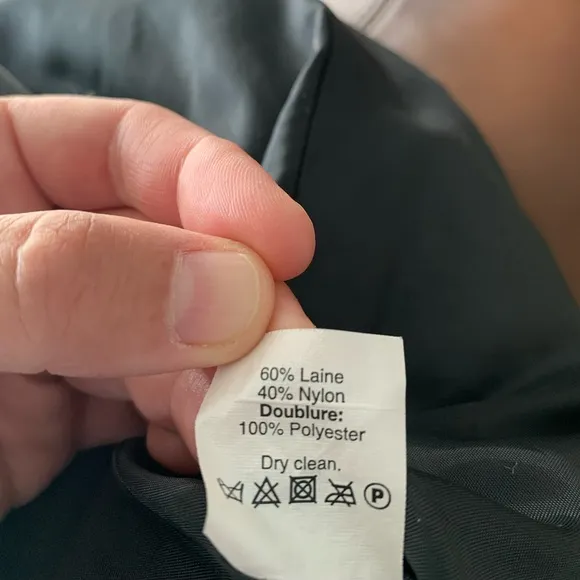 60% Laine
40% Nylon
Doublure:
100% Polyester
Dry clean.
P